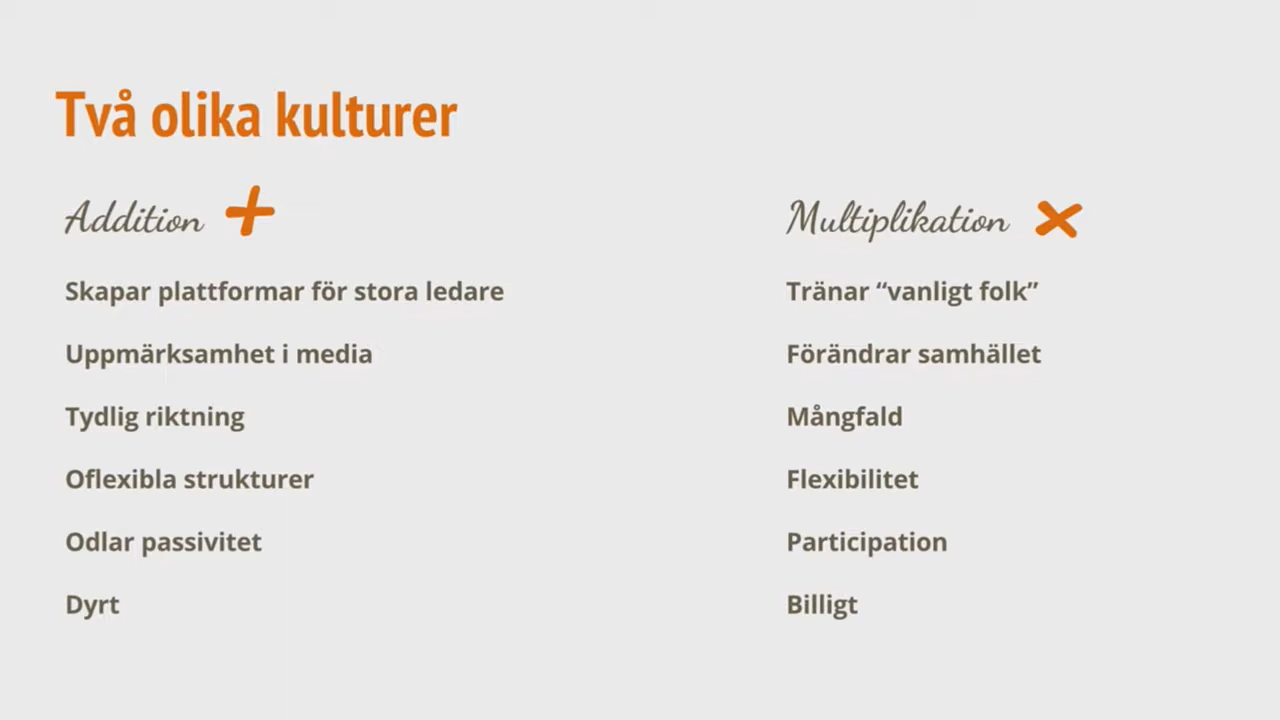 Två olika kulturer
Addition +
Skapar plattformar för stora ledare
Uppmärksamhet i media
Tydlig riktning
Oflexibla strukturer
Odlar passivitet
Dyrt
Multiplikation ×
Tränar “vanligt folk”
Förändrar samhället
Mångfald
Flexibilitet
Participation
Billigt